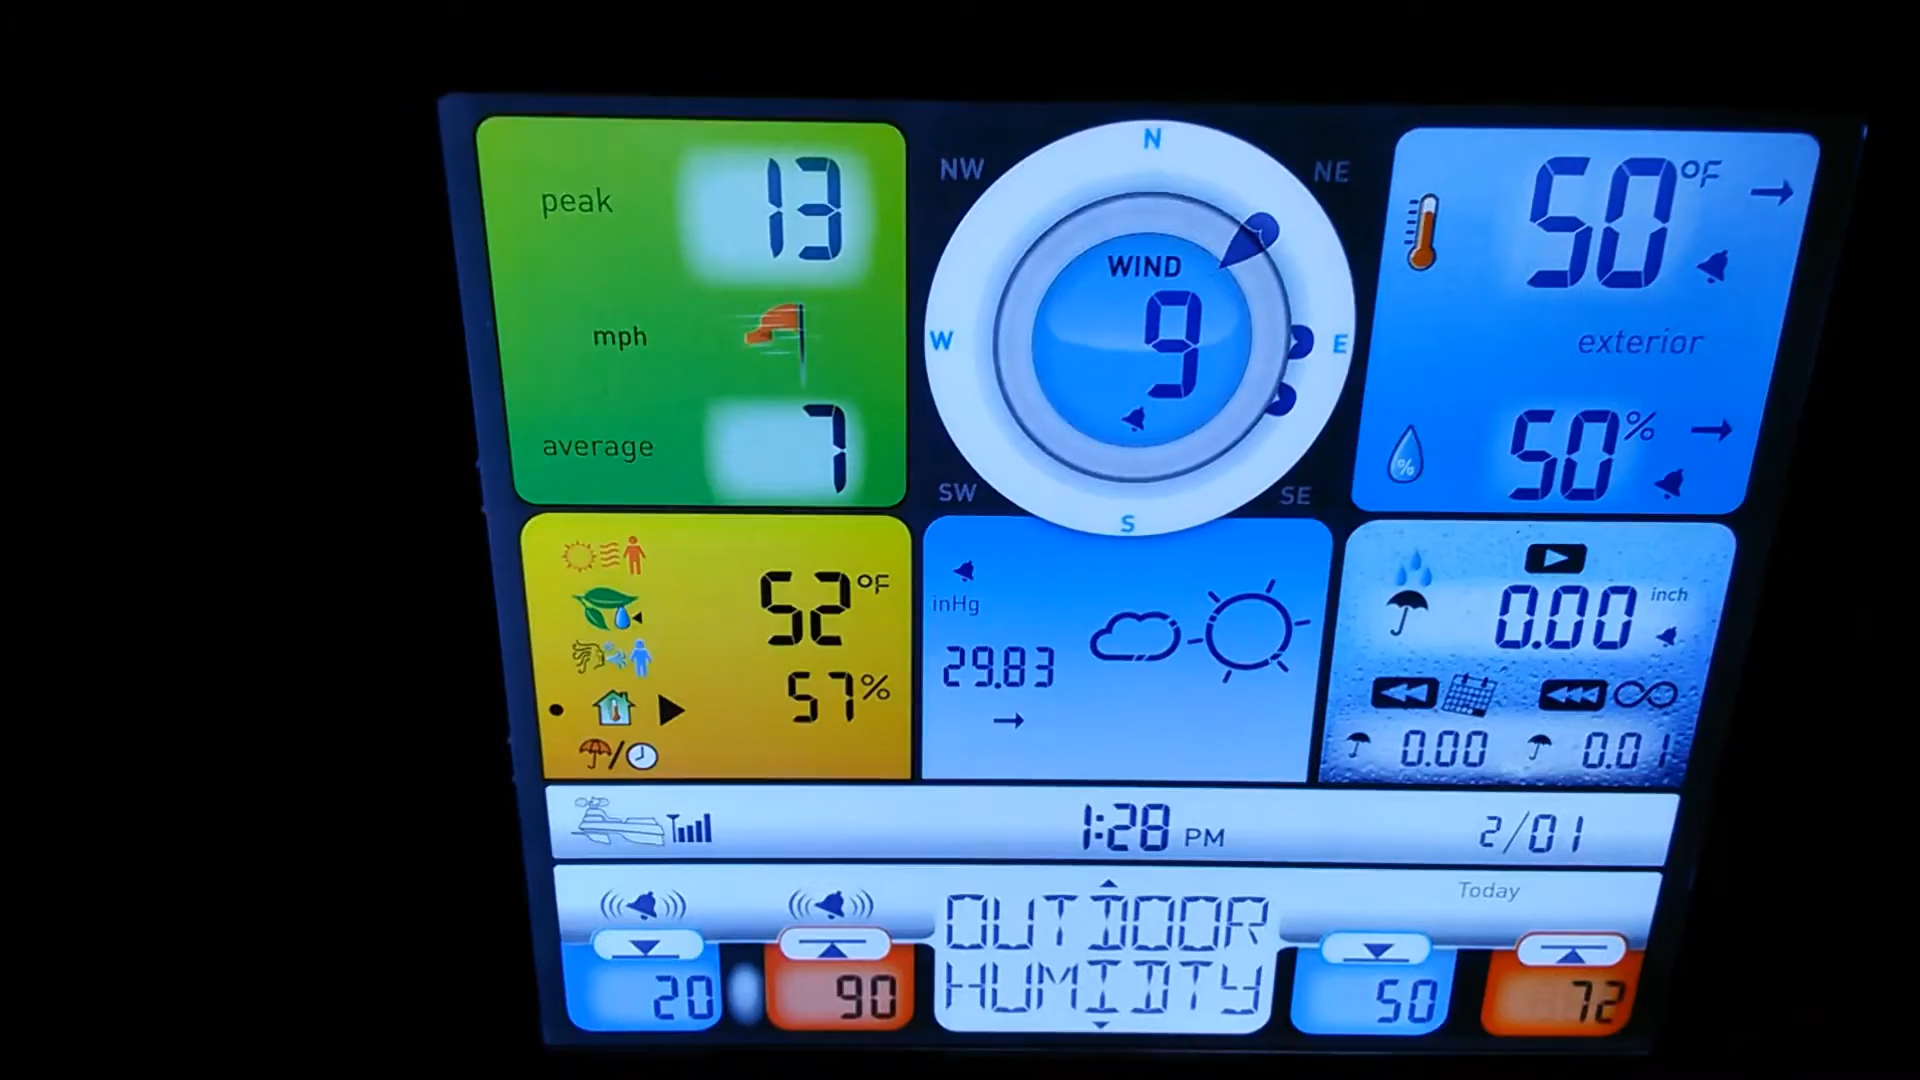 peak 13
mph
average 7
N
NW NE
WIND
9
W E
SW SE
S
50 °F
exterior
50 %
52 °F
57 %
inHg
29.83
0.00 inch
0.00 0.01
1:28 PM 2/01
Today
20 90 OUTDOOR
HUMIDTY 50 72